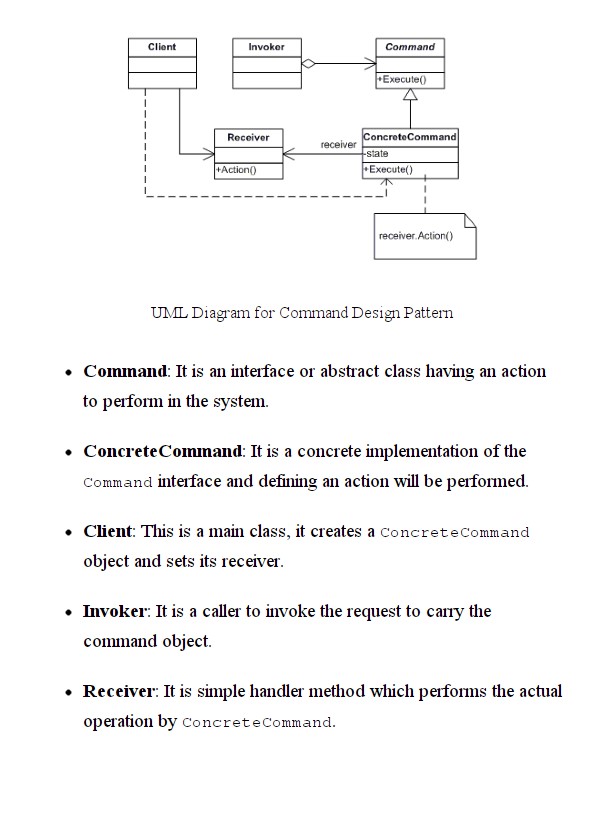 Client
Invoker
Command
+Execute()
Receiver
+Action()
receiver
ConcreteCommand
-state
+Execute()
receiver.Action()
UML Diagram for Command Design Pattern
• Command: It is an interface or abstract class having an action
to perform in the system.
• ConcreteCommand: It is a concrete implementation of the
Command interface and defining an action will be performed.
• Client: This is a main class, it creates a ConcreteCommand
object and sets its receiver.
• Invoker: It is a caller to invoke the request to carry the
command object.
• Receiver: It is simple handler method which performs the actual
operation by ConcreteCommand.